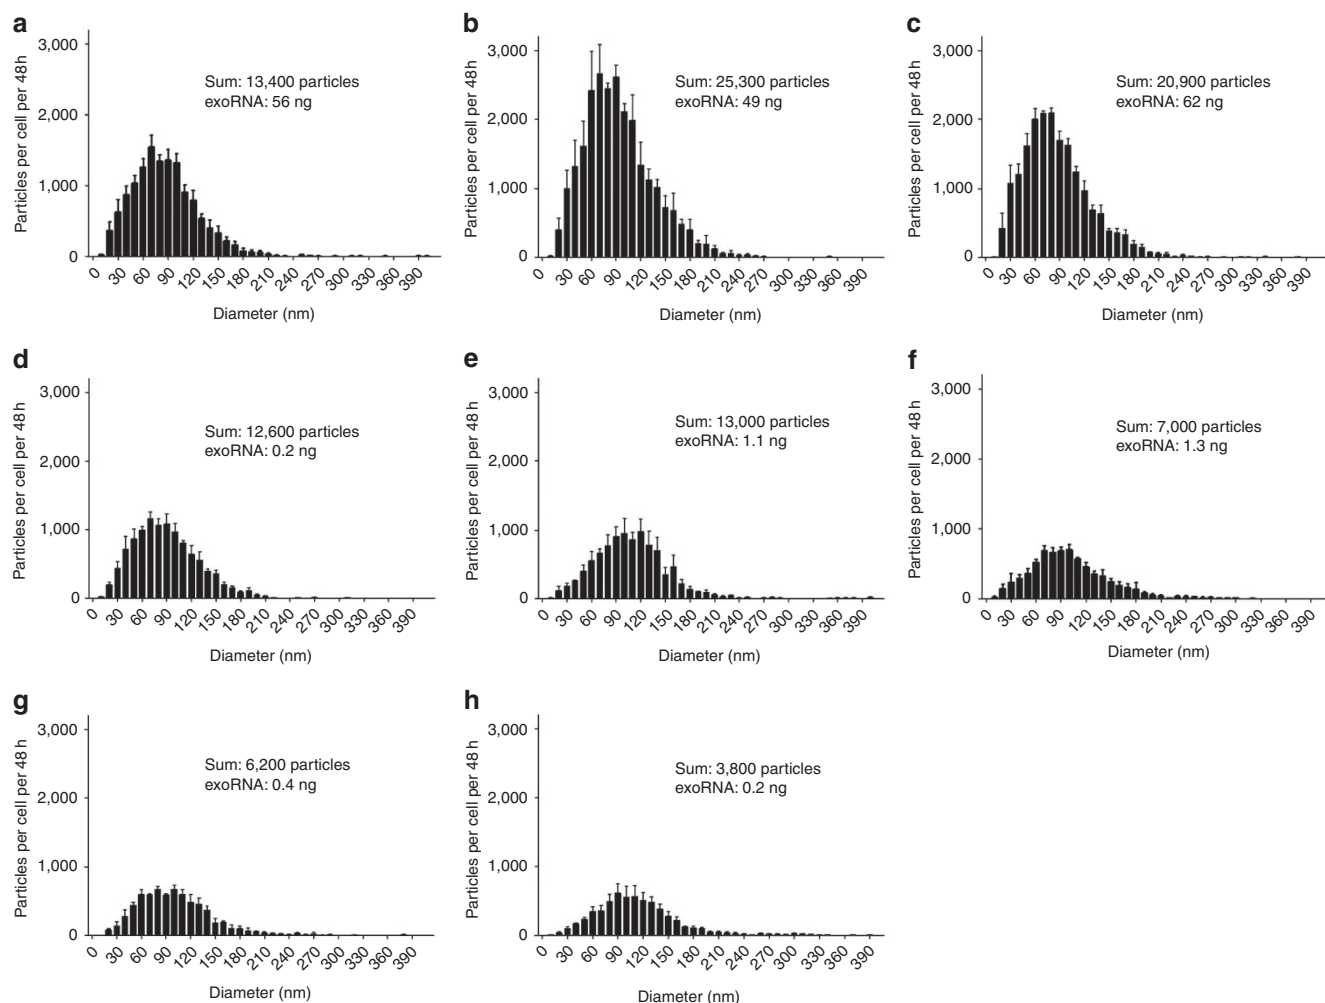 a
Particles per cell per 48h
3,000
2,000
1,000
0
Sum: 13,400 particles
exoRNA: 56 ng
0 30 60 90 120 150 180 210 240 270 300 330 360 390
Diameter (nm)
b
Particles per cell per 48h
3,000
2,000
1,000
0
Sum: 25,300 particles
exoRNA: 49 ng
0 30 60 90 120 150 180 210 240 270 300 330 360 390
Diameter (nm)
c
Particles per cell per 48h
3,000
2,000
1,000
0
Sum: 20,900 particles
exoRNA: 62 ng
0 30 60 90 120 150 180 210 240 270 300 330 360 390
Diameter (nm)
d
Particles per cell per 48h
3,000
2,000
1,000
0
Sum: 12,600 particles
exoRNA: 0.2 ng
0 30 60 90 120 150 180 210 240 270 300 330 360 390
Diameter (nm)
e
Particles per cell per 48h
3,000
2,000
1,000
0
Sum: 13,000 particles
exoRNA: 1.1 ng
0 30 60 90 120 150 180 210 240 270 300 330 360 390
Diameter (nm)
f
Particles per cell per 48h
3,000
2,000
1,000
0
Sum: 7,000 particles
exoRNA: 1.3 ng
0 30 60 90 120 150 180 210 240 270 300 330 360 390
Diameter (nm)
g
Particles per cell per 48h
3,000
2,000
1,000
0
Sum: 6,200 particles
exoRNA: 0.4 ng
0 30 60 90 120 150 180 210 240 270 300 330 360 390
Diameter (nm)
h
Particles per cell per 48h
3,000
2,000
1,000
0
Sum: 3,800 particles
exoRNA: 0.2 ng
0 30 60 90 120 150 180 210 240 270 300 330 360 390
Diameter (nm)